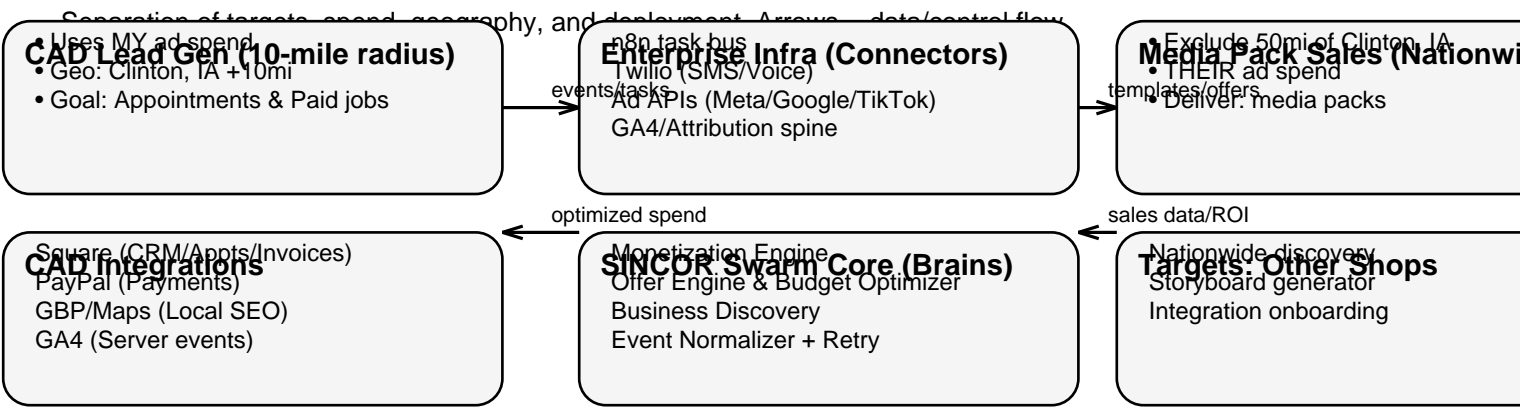 Separation of targets, spend, geography, and deployment. Arrows
data/control flow
CAD Lead Gen (10-mile radius)
• Uses MY ad spend
• Geo: Clinton, IA +10mi
• Goal: Appointments & Paid jobs
events/tasks
Enterprise Infra (Connectors)
n8n task bus
Twilio (SMS/Voice)
Ad APIs (Meta/Google/TikTok)
GA4/Attribution spine
templates/offers
Media Pack Sales (Nationwi
• Exclude 50mi of Clinton, IA
• THEIR ad spend
• Deliver: media packs
optimized spend
sales data/ROI
CAD Integrations
Square (CRM/Appts/Invoices)
PayPal (Payments)
GBP/Maps (Local SEO)
GA4 (Server events)
SINCOR Swarm Core (Brains)
Monetization Engine
Offer Engine & Budget Optimizer
Business Discovery
Event Normalizer + Retry
Targets: Other Shops
Nationwide discovery
Storyboard generator
Integration onboarding